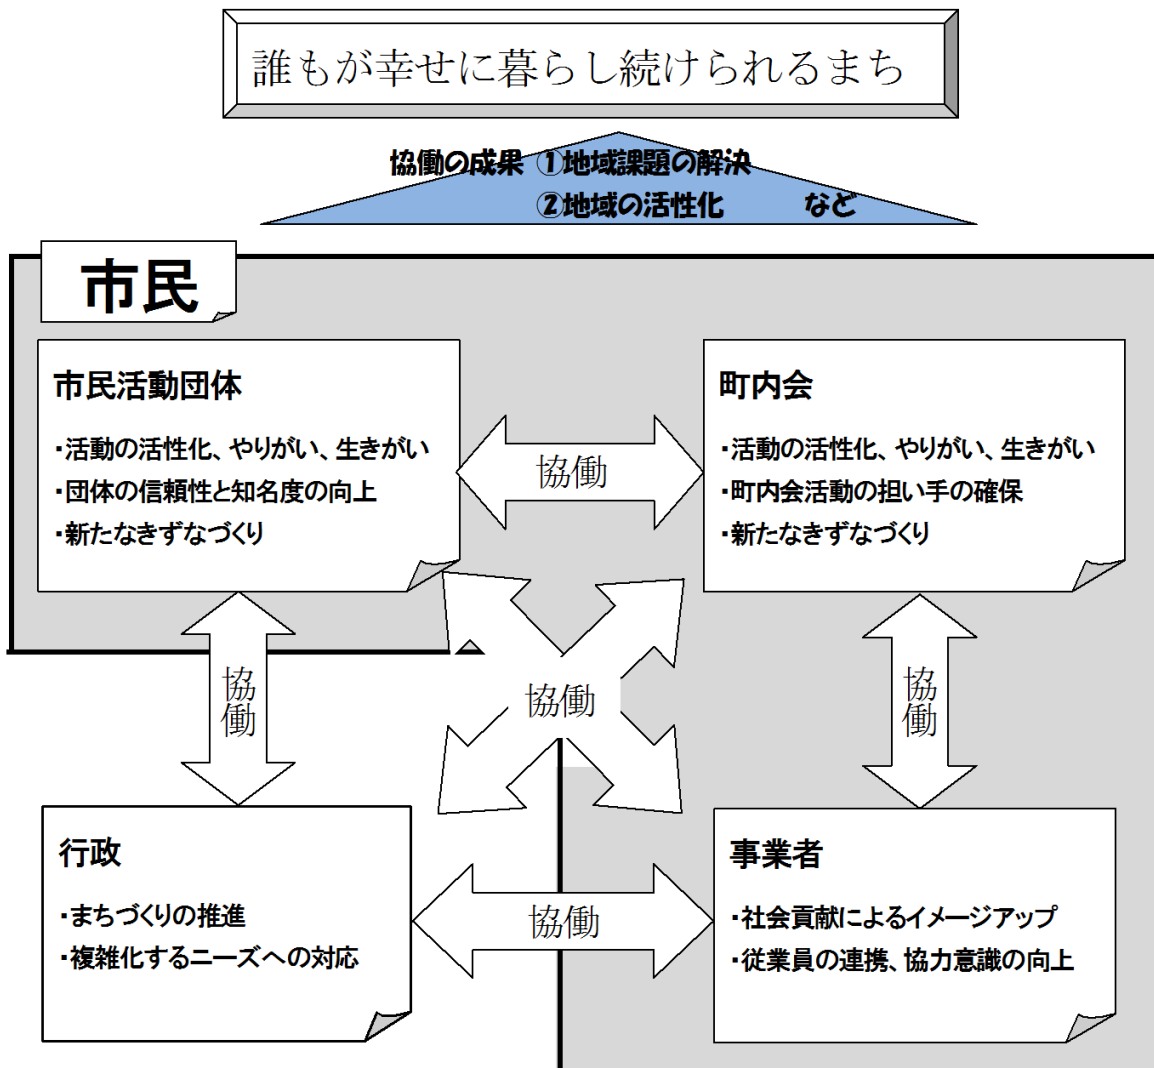 誰もが幸せに暮らし続けられるまち
協働の成果 ①地域課題の解決
②地域の活性化 など
市民
市民活動団体
・活動の活性化、やりがい、生きがい
・団体の信頼性と知名度の向上
・新たなきずなづくり
協働
町内会
・活動の活性化、やりがい、生きがい
・町内会活動の担い手の確保
・新たなきずなづくり
協働
協働
協働
行政
・まちづくりの推進
・複雑化するニーズへの対応
協働
事業者
・社会貢献によるイメージアップ
・従業員の連携、協力意識の向上